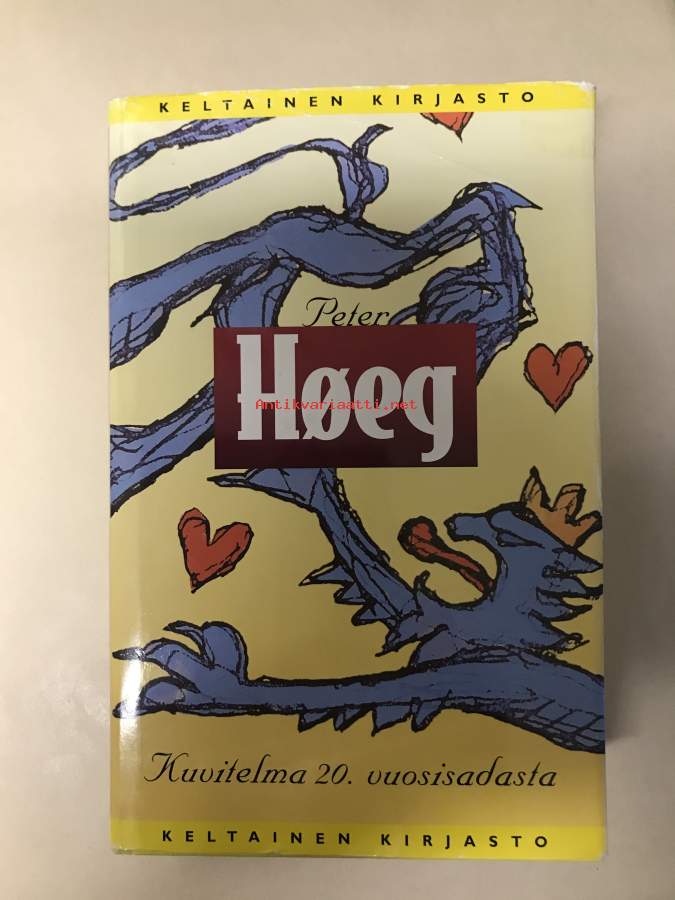 KELTAINEN KIRJASTO
Peter
Høeg
Antikvariaatti.net
Kuvitelma 20. vuosisadasta
KELTAINEN KIRJASTO